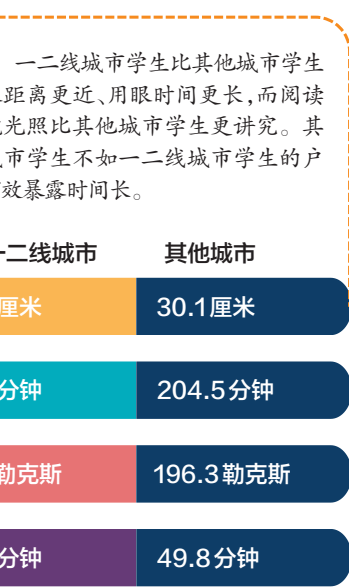 一二线城市学生比其他城市学生
距离更近、用眼时间更长,而阅读
光照比其他城市学生更讲究。其
市学生不如一二线城市学生的户
效暴露时间长。
一二线城市 其他城市
厘米 30.1厘米
分钟 204.5分钟
勒克斯 196.3勒克斯
分钟 49.8分钟